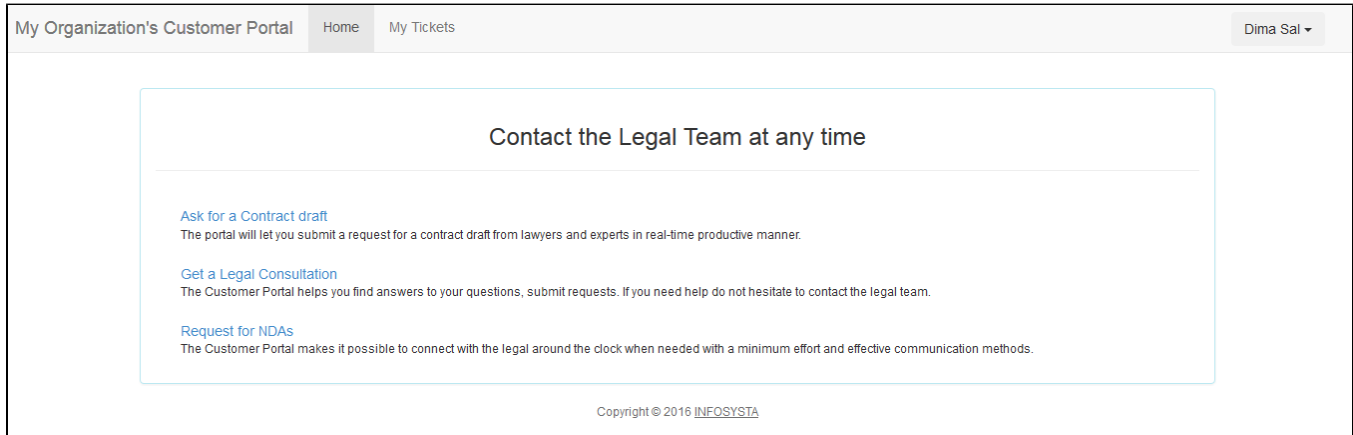 My Organization's Customer Portal Home My Tickets Dima Sal
Contact the Legal Team at any time
Ask for a Contract draft
The portal will let you submit a request for a contract draft from lawyers and experts in real-time productive manner.
Get a Legal Consultation
The Customer Portal helps you find answers to your questions, submit requests. If you need help do not hesitate to contact the legal team.
Request for NDAs
The Customer Portal makes it possible to connect with the legal around the clock when needed with a minimum effort and effective communication methods.
Copyright © 2016 INFOSYSTA